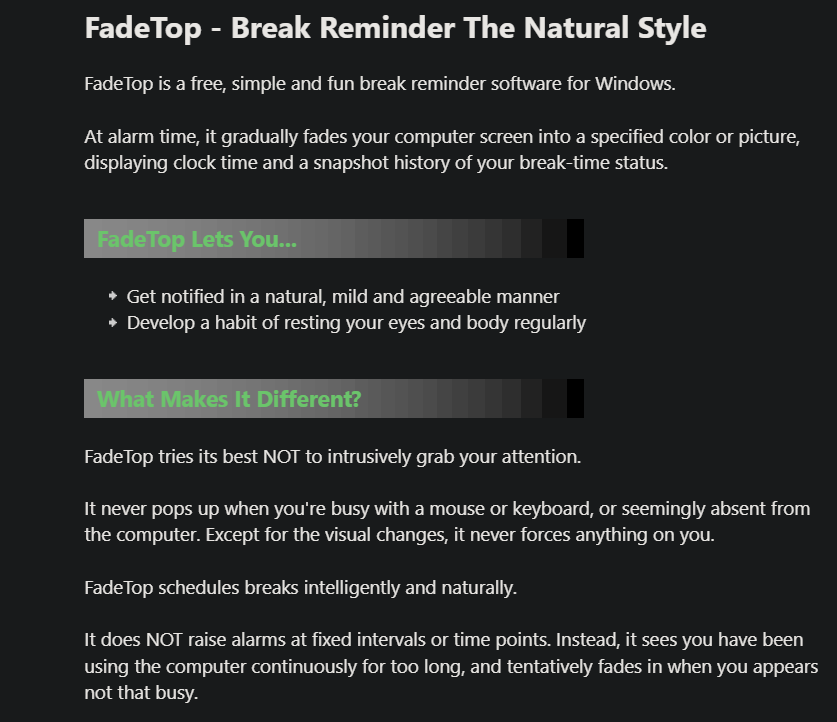 FadeTop - Break Reminder The Natural Style
FadeTop is a free, simple and fun break reminder software for Windows.
At alarm time, it gradually fades your computer screen into a specified color or picture,
displaying clock time and a snapshot history of your break-time status.
FadeTop Lets You...
Get notified in a natural, mild and agreeable manner
Develop a habit of resting your eyes and body regularly
What Makes It Different?
FadeTop tries its best NOT to intrusively grab your attention.
It never pops up when you're busy with a mouse or keyboard, or seemingly absent from
the computer. Except for the visual changes, it never forces anything on you.
FadeTop schedules breaks intelligently and naturally.
It does NOT raise alarms at fixed intervals or time points. Instead, it sees you have been
using the computer continuously for too long, and tentatively fades in when you appears
not that busy.